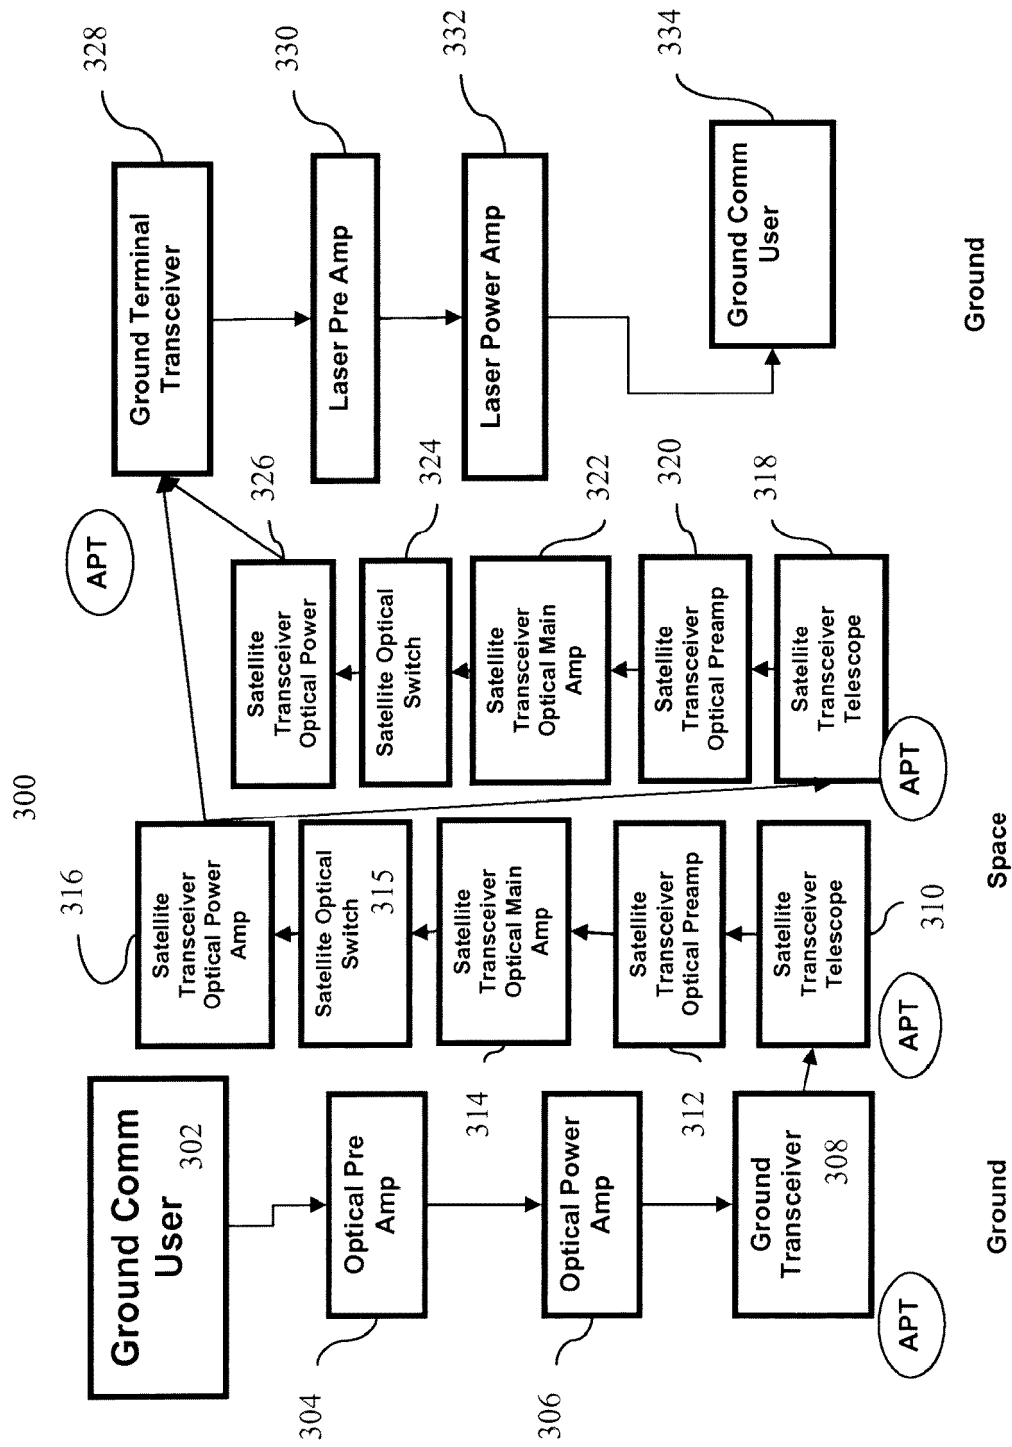 300
Ground Comm
User
302
304
Optical Pre
Amp
306
Optical Power
Amp
Ground
Transceiver
308
APT
Ground
316
Satellite
Transceiver
Optical Power
Amp
Satellite Optical
Switch
315
Satellite
Transceiver
Optical Main
Amp
314
Satellite
Transceiver
Optical Preamp
312
Satellite
Transceiver
Telescope
310
APT
Space
Satellite
Transceiver
Optical Power
326
Satellite Optical
Switch
324
Satellite
Transceiver
Optical Main
Amp
322
Satellite
Transceiver
Optical Preamp
320
Satellite
Transceiver
Telescope
318
APT
APT
Ground Terminal
Transceiver
328
Laser Pre Amp
330
Laser Power Amp
332
Ground Comm
User
334
Ground